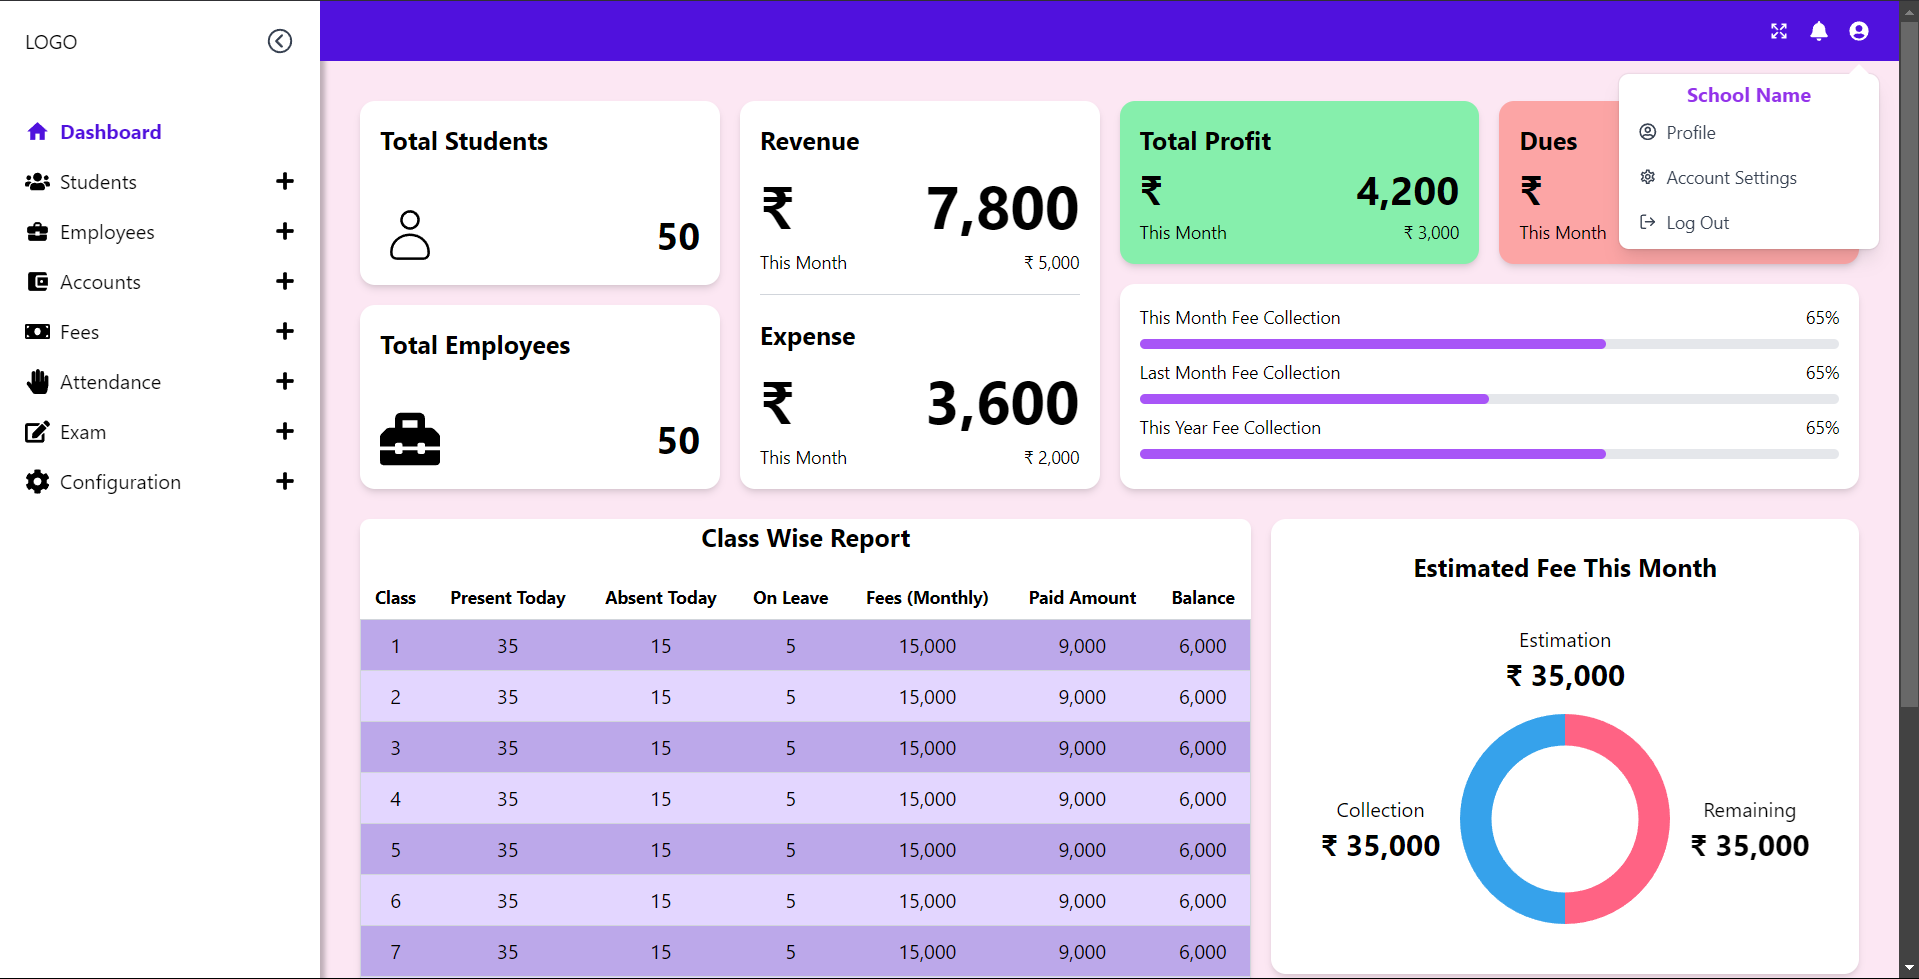 LOGO
Dashboard
Students
Employees
Accounts
Fees
Attendance
Exam
Configuration
School Name
Profile
Account Settings
Log Out
Total Students
50
Total Employees
50
Revenue
₹ 7,800
This Month ₹ 5,000
Expense
₹ 3,600
This Month ₹ 2,000
Total Profit
₹ 4,200
This Month ₹ 3,000
Dues
₹
This Month
This Month Fee Collection 65%
Last Month Fee Collection 65%
This Year Fee Collection 65%
Class Wise Report
Class Present Today Absent Today On Leave Fees (Monthly) Paid Amount Balance
1 35 15 5 15,000 9,000 6,000
2 35 15 5 15,000 9,000 6,000
3 35 15 5 15,000 9,000 6,000
4 35 15 5 15,000 9,000 6,000
5 35 15 5 15,000 9,000 6,000
6 35 15 5 15,000 9,000 6,000
7 35 15 5 15,000 9,000 6,000
Estimated Fee This Month
Estimation
₹ 35,000
Collection
₹ 35,000
Remaining
₹ 35,000